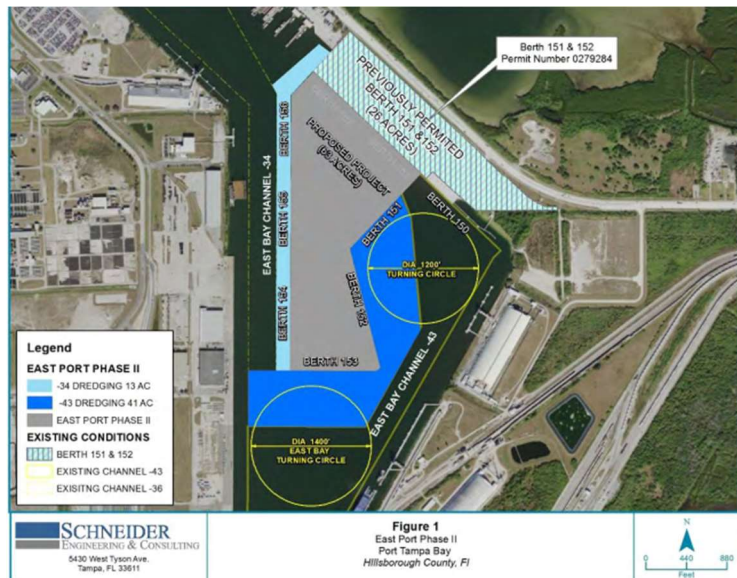 Berth 151 & 152
Permit Number 0279284
PREVIOUSLY PERMITED
BERTH 151 & 152
(26 ACRES)
PROPOSED PROJECT
(63 ACRES)
BERTH 156
BERTH 155
BERTH 154
EAST BAY CHANNEL -34
BERTH 151
BERTH 150
BERTH 152
BERTH 153
DIA 1200'
TURNING CIRCLE
EAST BAY CHANNEL -43
DIA 1400'
EAST BAY
TURNING CIRCLE
Legend
EAST PORT PHASE II
-34 DREDGING 13 AC
-43 DREDGING 41 AC
EAST PORT PHASE II
EXISTING CONDITIONS
BERTH 151 & 152
EXISTING CHANNEL -43
EXISITNG CHANNEL -36
SCHNEIDER
ENGINEERING & CONSULTING
5430 West Tyson Ave.
Tampa, FL 33611
Figure 1
East Port Phase II
Port Tampa Bay
Hillsborough County, Fl
N
0 440 880
Feet